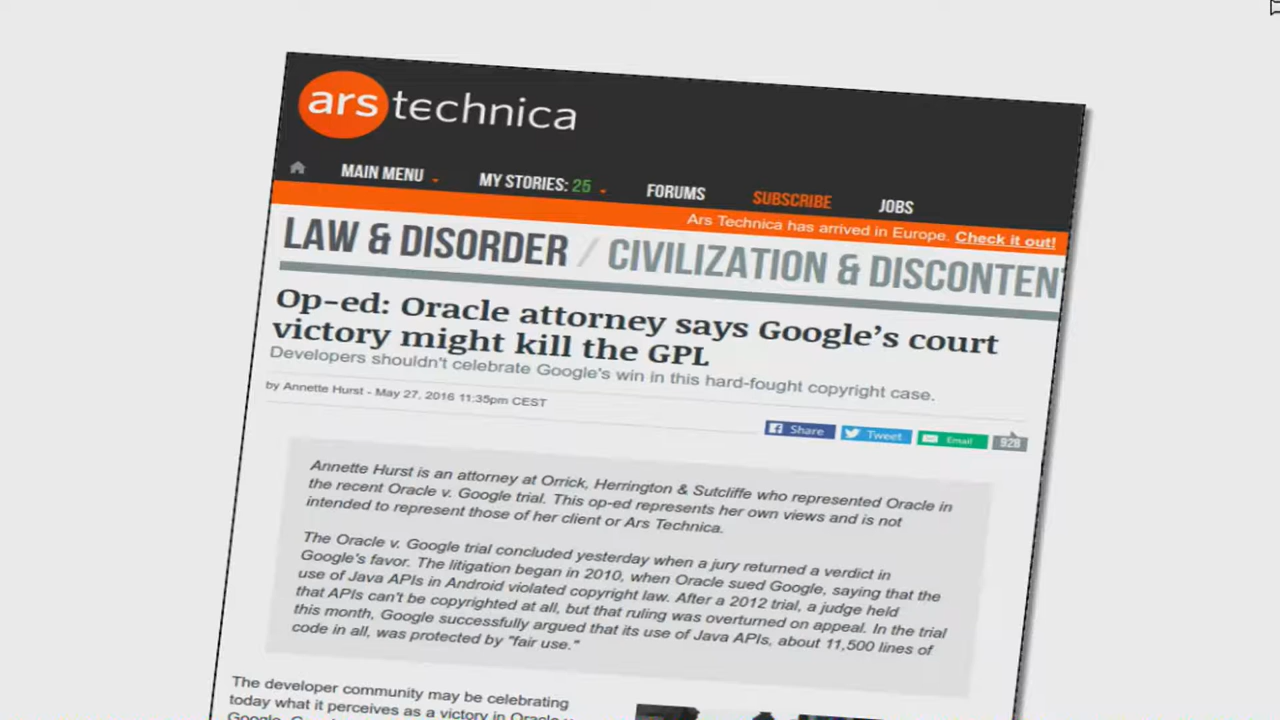 ars technica
MAIN MENU MY STORIES: 25 FORUMS SUBSCRIBE JOBS
Ars Technica has arrived in Europe. Check it out!
LAW & DISORDER / CIVILIZATION & DISCONTEN
Op-ed: Oracle attorney says Google's court
victory might kill the GPL
Developers shouldn't celebrate Google's win in this hard-fought copyright case.
by Annette Hurst - May 27, 2016 11:35pm CEST
Share Tweet Email 928
Annette Hurst is an attorney at Orrick, Herrington & Sutcliffe who represented Oracle in
the recent Oracle v. Google trial. This op-ed represents her own views and is not
intended to represent those of her client or Ars Technica.
The Oracle v. Google trial concluded yesterday when a jury returned a verdict in
Google's favor. The litigation began in 2010, when Oracle sued Google, saying that the
use of Java APIs in Android violated copyright law. After a 2012 trial, a judge held
that APIs can't be copyrighted at all, but that ruling was overturned on appeal. In the trial
this month, Google successfully argued that its use of Java APIs, about 11,500 lines of
code in all, was protected by "fair use."
The developer community may be celebrating
today what it perceives as a victory in Oracle v